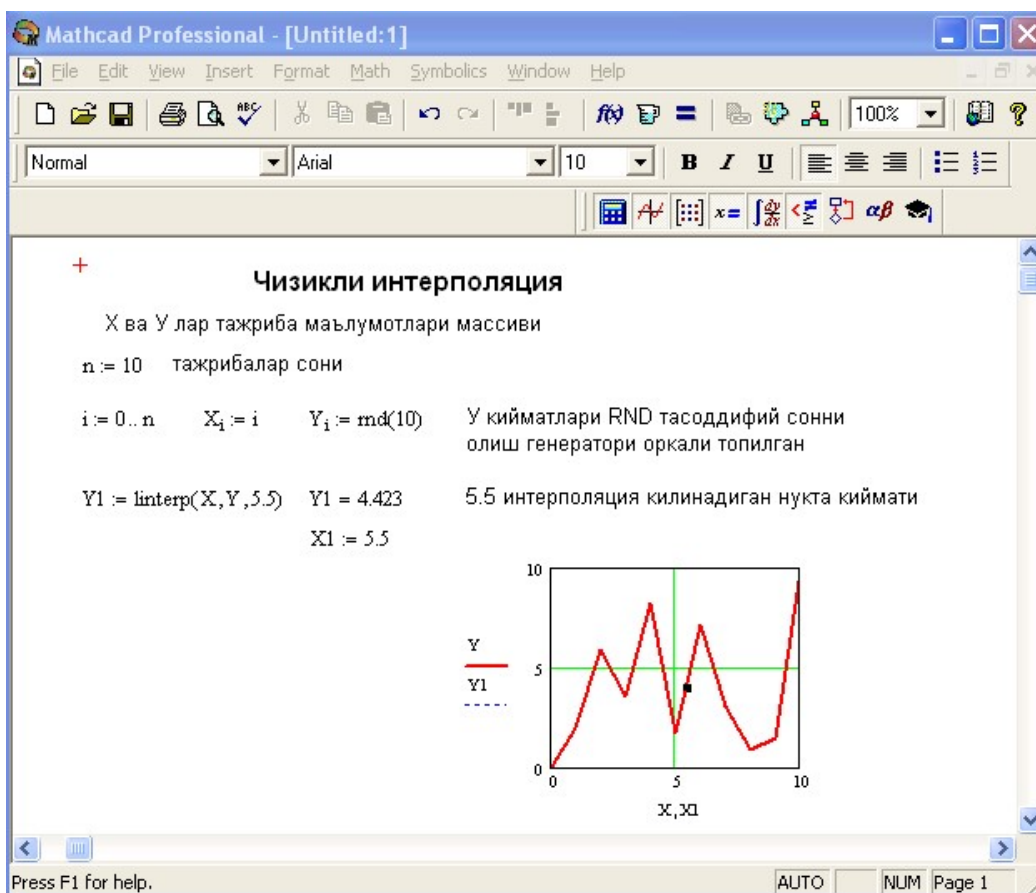 Mathcad Professional - [Untitled:1]
File Edit View Insert Format Math Symbolics Window Help
100%
Normal Arial 10 B I U
αβ
Чизикли интерполяция
X ва У лар тажриба маълумотлари массиви
n := 10 тажрибалар сони
i := 0.. n Xi := i Yi := rnd(10) У кийматлари RND тасоддифий сонни
олиш генератори оркали топилган
Y1 := linterp(X,Y,5.5) Y1 = 4.423 5.5 интерполяция килинадиган нукта киймати
X1 := 5.5
10
Y
5
Y1
0
0 5 10
X,X1
Press F1 for help. AUTO NUM Page 1